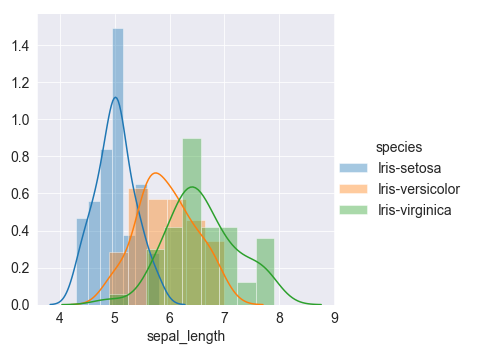 1.4
1.2
1.0
0.8
0.6
0.4
0.2
0.0
4 5 6 7 8 9
sepal_length
species
Iris-setosa
Iris-versicolor
Iris-virginica